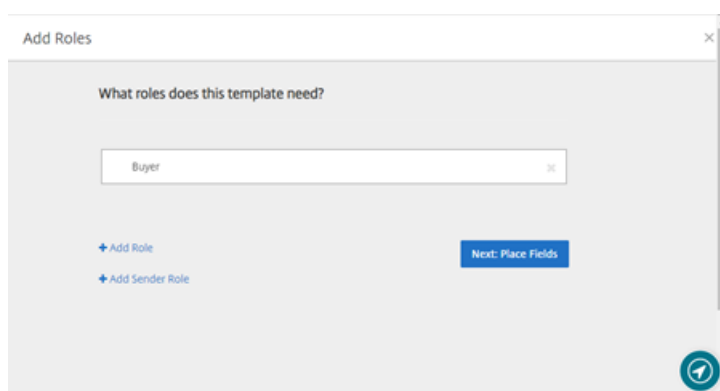 Add Roles
What roles does this template need?
Buyer
+ Add Role
Next: Place Fields
+ Add Sender Role